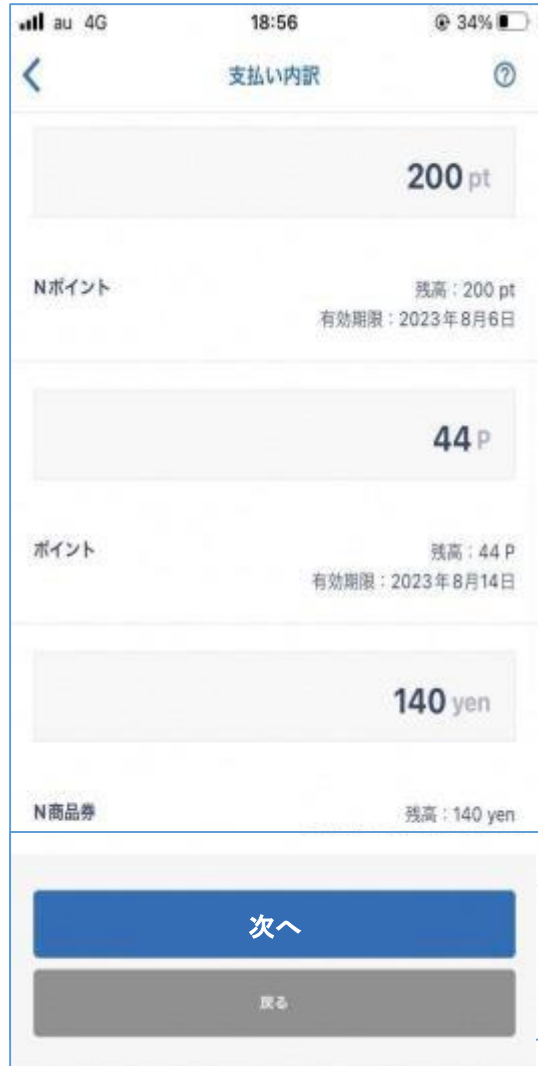 au 4G 18:56 34%
支払い内訳 ?
200 pt
Nポイント 残高：200 pt
有効期限：2023年8月6日
44 P
ポイント 残高：44 P
有効期限：2023年8月14日
140 yen
N商品券 残高：140 yen
次へ
戻る